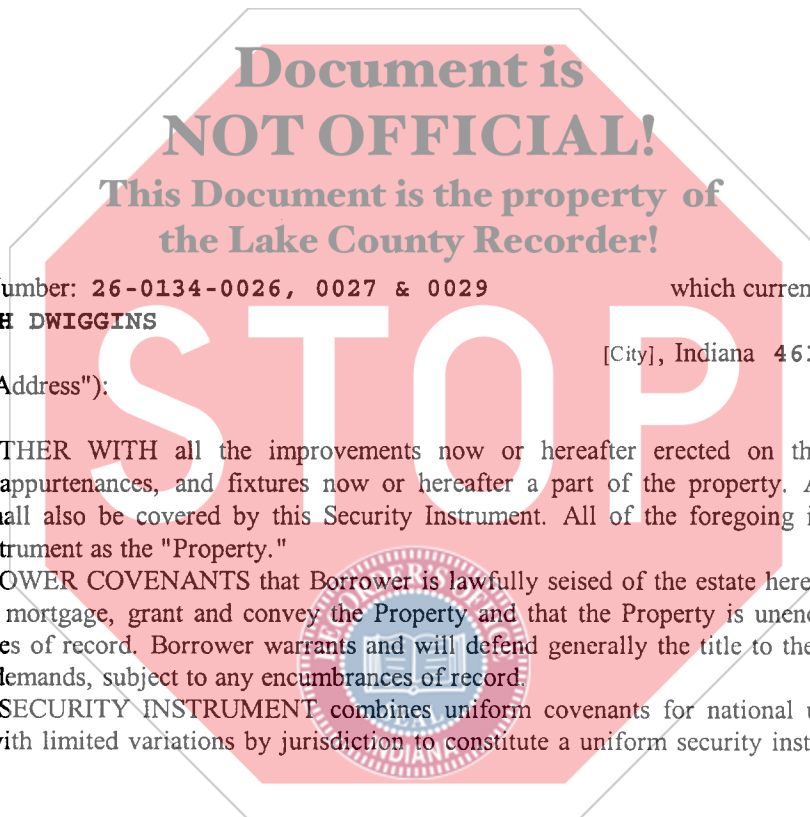 Document is
NOT OFFICIAL!
This Document is the property of
the Lake County Recorder!
umber: 26-0134-0026, 0027 & 0029 which curren
H DWIGGINS
[City], Indiana 463
Address"):
STOP
THER WITH all the improvements now or hereafter erected on th
appurtenances, and fixtures now or hereafter a part of the property. A
all also be covered by this Security Instrument. All of the foregoing i
trument as the "Property."
OWER COVENANTS that Borrower is lawfully seised of the estate here
mortgage, grant and convey the Property and that the Property is unen
es of record. Borrower warrants and will defend generally the title to the
demands, subject to any encumbrances of record.
SECURITY INSTRUMENT combines uniform covenants for national u
with limited variations by jurisdiction to constitute a uniform security inst
RECORDER'S OFFICE
SEAL
INDIANA